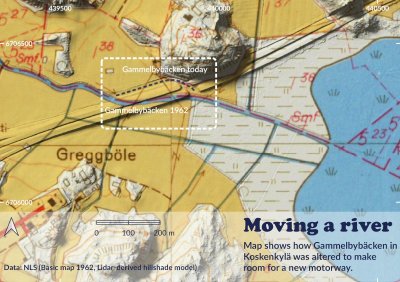 439500
440000
440500
6706500
36
36
36
Smf.
Gammelbybäcken today
Gammelbybäcken 1962
Smf
5 23
Greggböle
6706000
0 100 200 m
Moving a river
Map shows how Gammelbybäcken in
Koskenkylä was altered to make
room for a new motorway.
Data: NLS (Basic map 1962, Lidar-derived hillshade model)